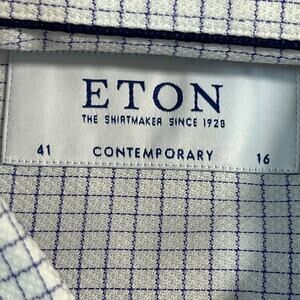 ETON
THE SHIRTMAKER SINCE 1928
41 CONTEMPORARY 16